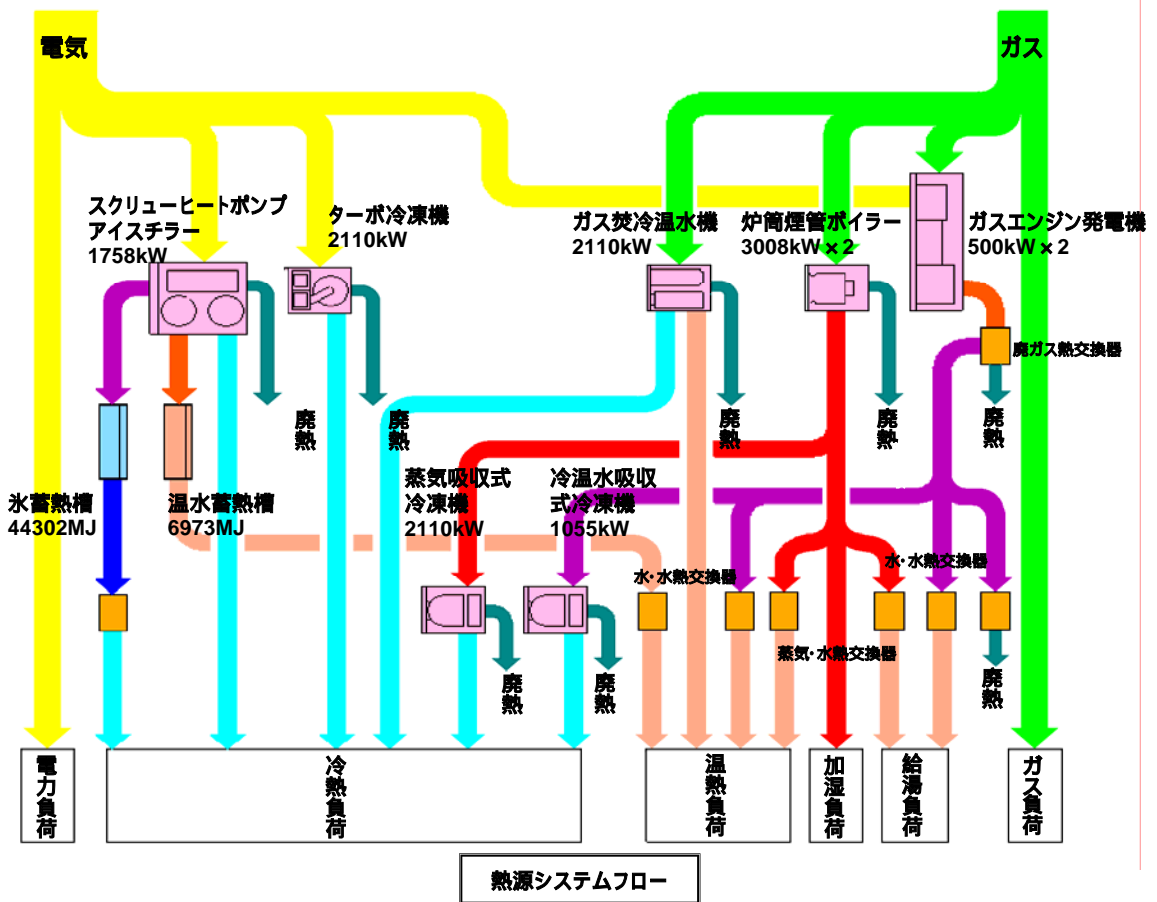 電気
ガス
スクリューヒートポンプ
アイスチラー
1758kW
ターボ冷凍機
2110kW
ガス焚冷温水機
2110kW
炉筒煙管ボイラー
3008kW×2
ガスエンジン発電機
500kW×2
廃ガス熱交換器
廃熱
廃熱
廃熱
廃熱
廃熱
氷蓄熱槽
44302MJ
温水蓄熱槽
6973MJ
蒸気吸収式
冷凍機
2110kW
冷温水吸収
式冷凍機
1055kW
水・水熱交換器
水・水熱交換器
蒸気・水熱交換器
廃熱
廃熱
廃熱
電力負荷
冷熱負荷
温熱負荷
加湿負荷
給湯負荷
ガス負荷
熱源システムフロー